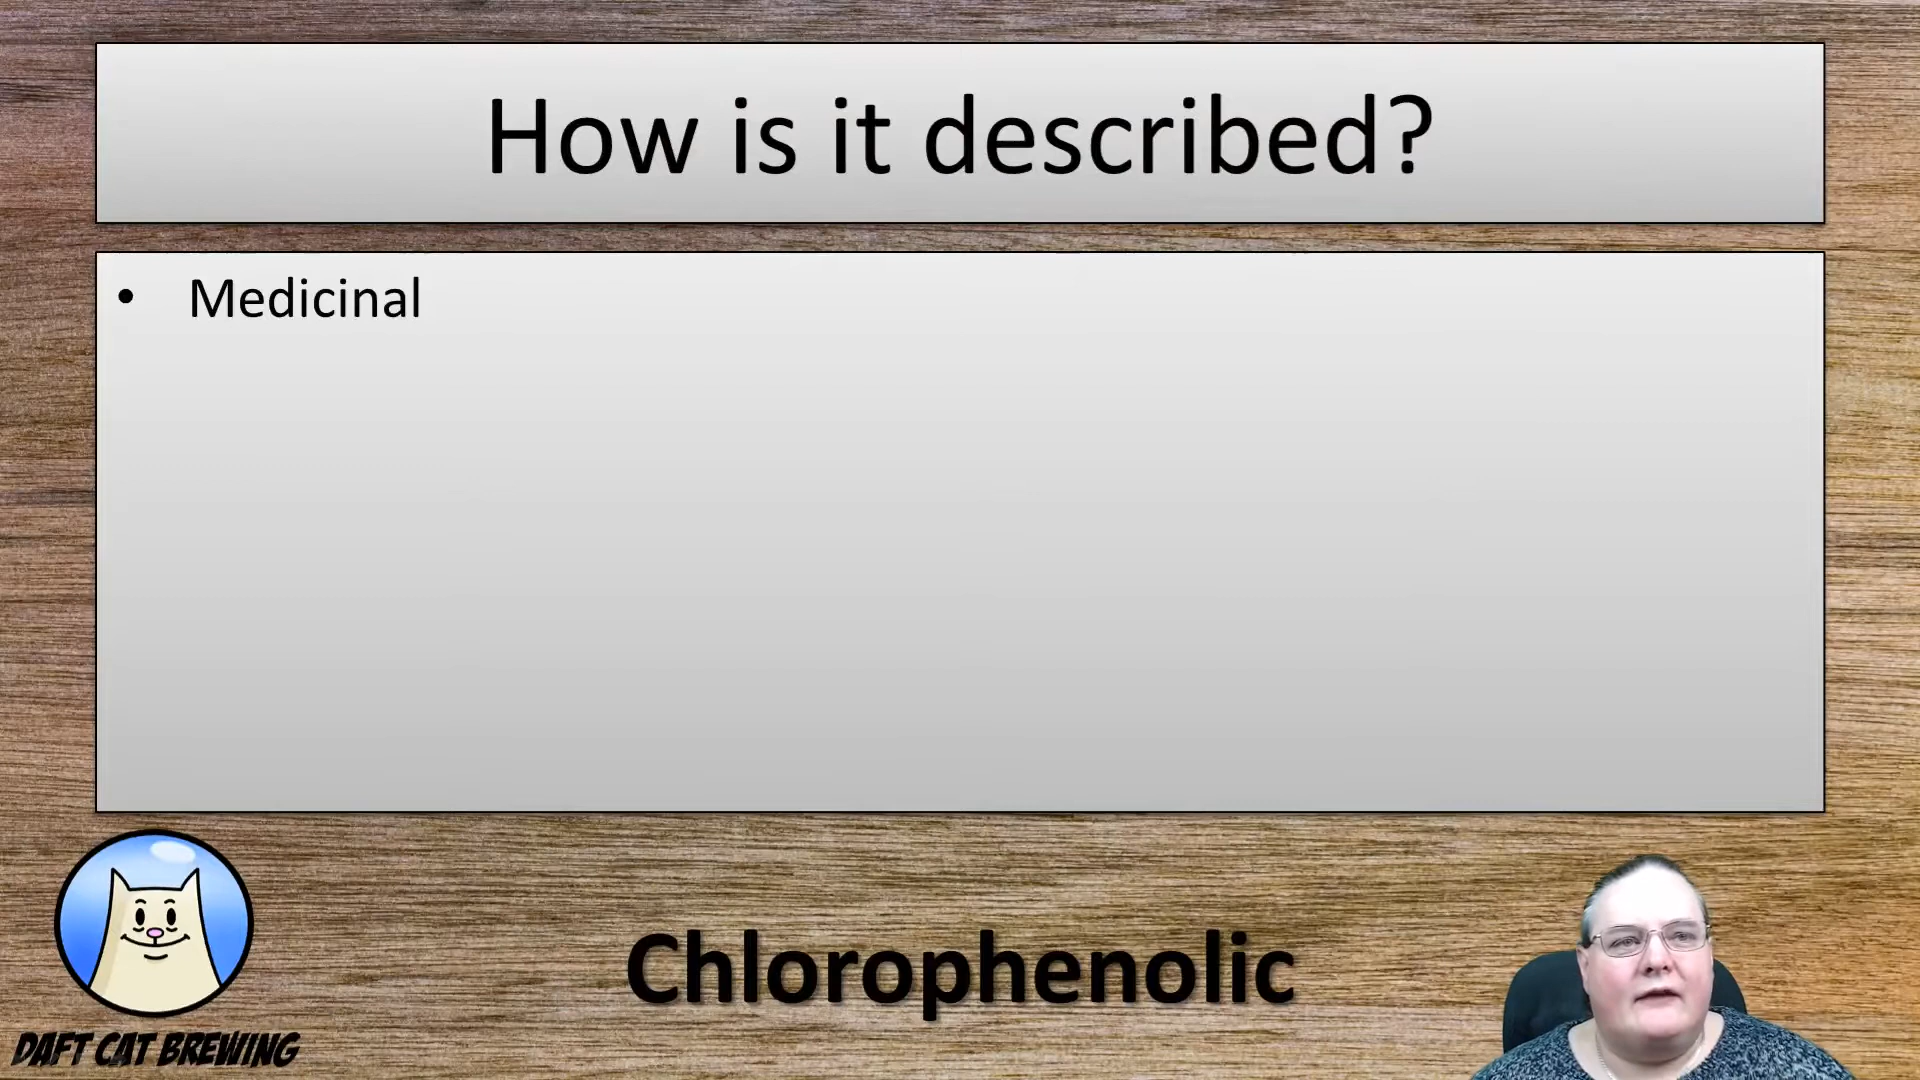 How is it described?
• Medicinal
Chlorophenolic
DAFT CAT BREWING